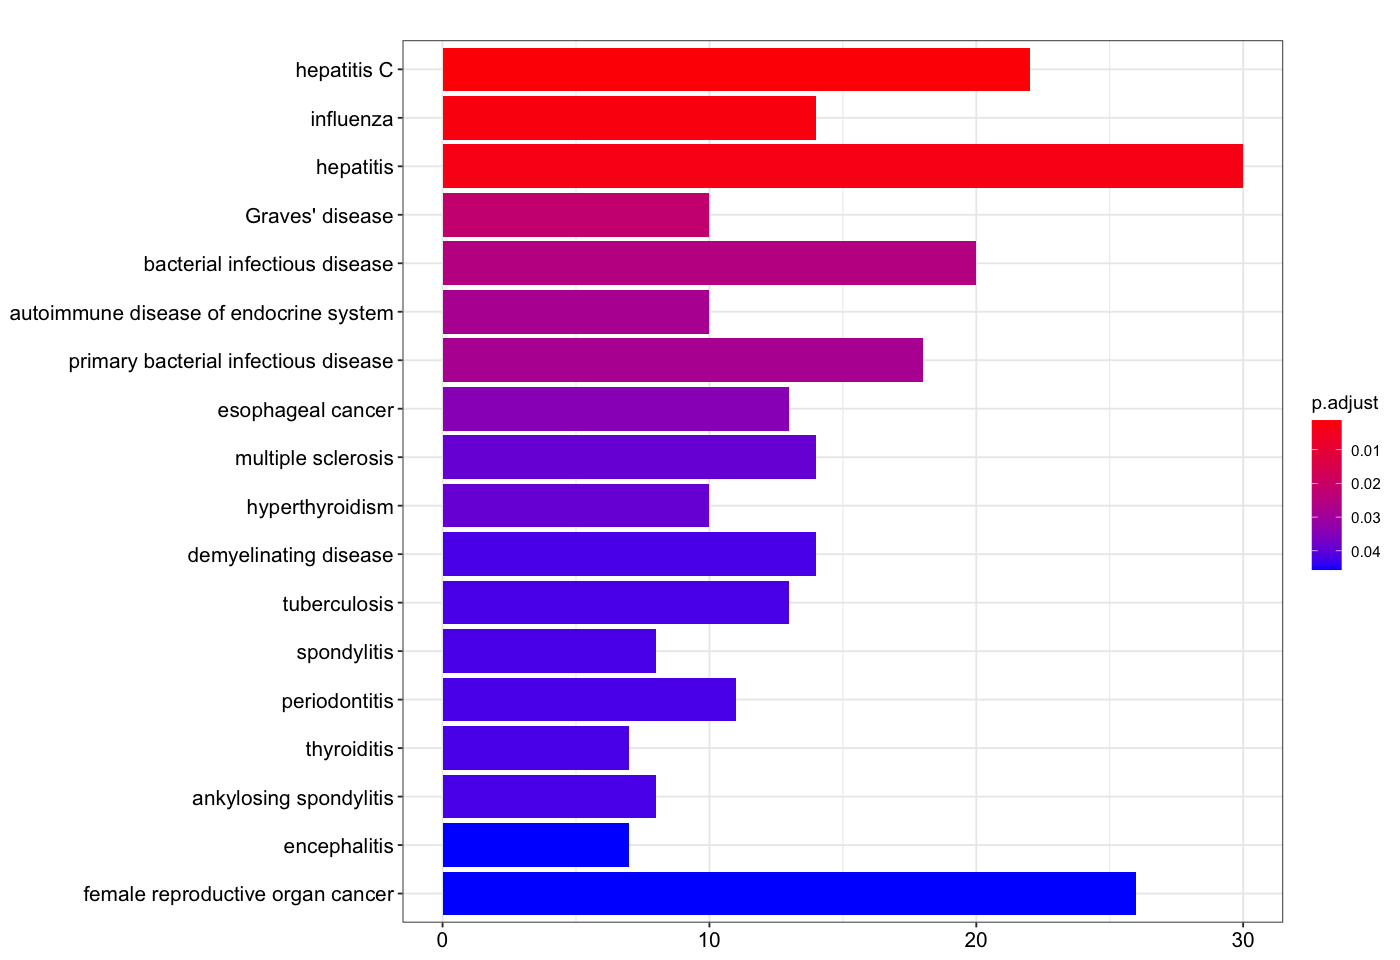 hepatitis C
influenza
hepatitis
Graves' disease
bacterial infectious disease
autoimmune disease of endocrine system
primary bacterial infectious disease
esophageal cancer
multiple sclerosis
hyperthyroidism
demyelinating disease
tuberculosis
spondylitis
periodontitis
thyroiditis
ankylosing spondylitis
encephalitis
female reproductive organ cancer
0 10 20 30
p.adjust
0.01
0.02
0.03
0.04